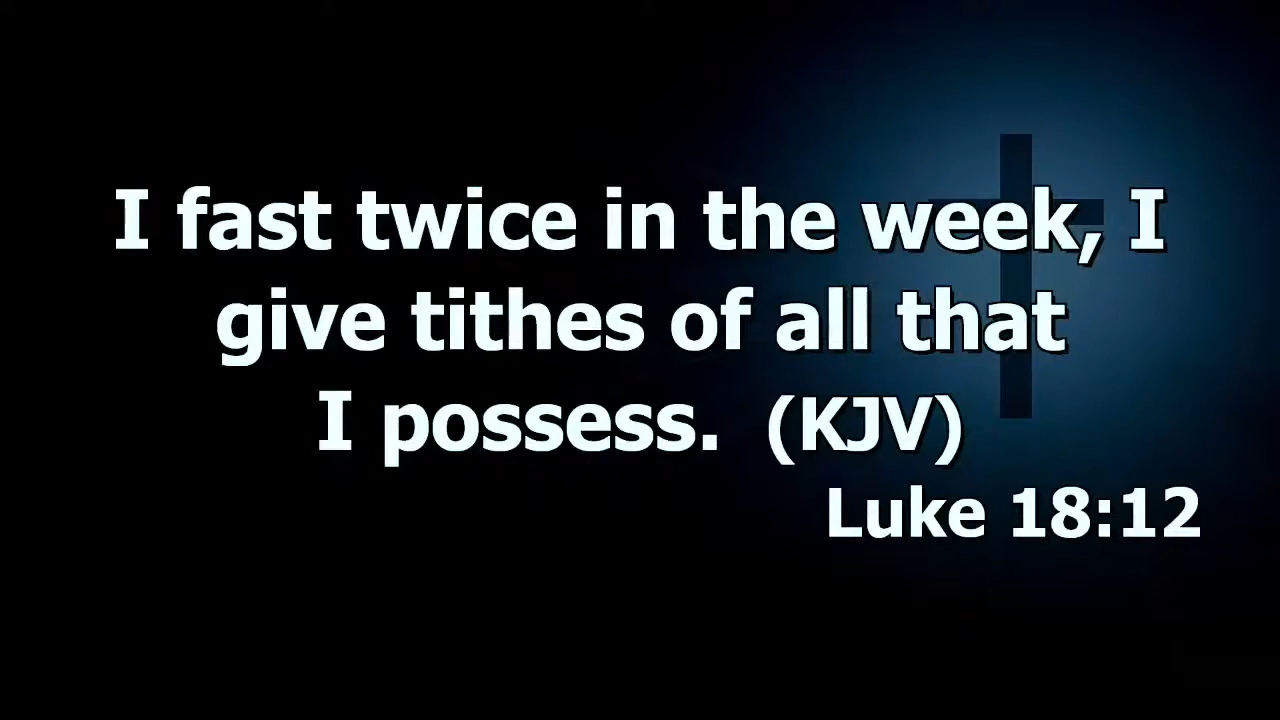 I fast twice in the week, I
give tithes of all that
I possess. (KJV)
Luke 18:12